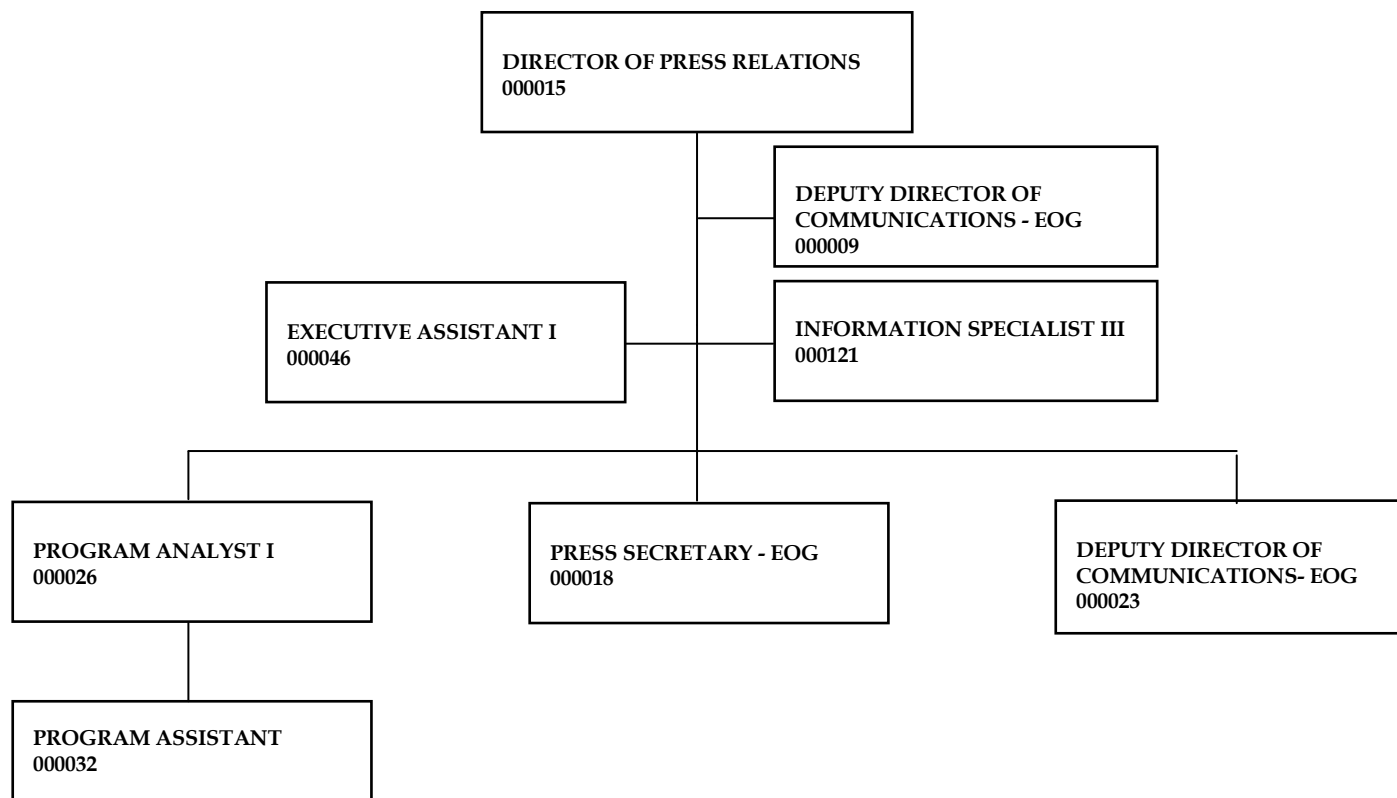 DIRECTOR OF PRESS RELATIONS
000015
DEPUTY DIRECTOR OF
COMMUNICATIONS - EOG
000009
EXECUTIVE ASSISTANT I
000046
INFORMATION SPECIALIST III
000121
PROGRAM ANALYST I
000026
PRESS SECRETARY - EOG
000018
DEPUTY DIRECTOR OF
COMMUNICATIONS- EOG
000023
PROGRAM ASSISTANT
000032